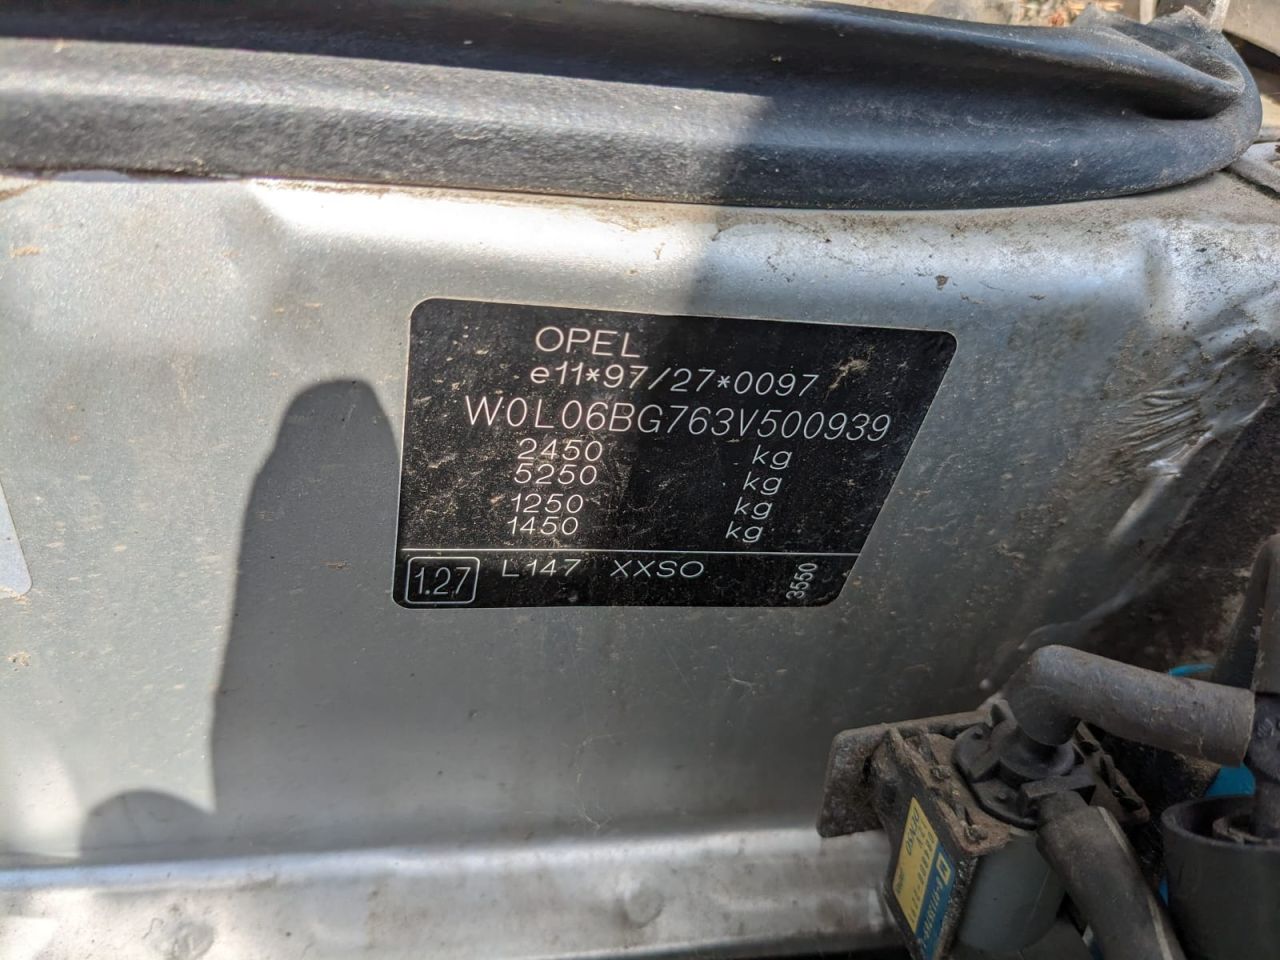 OPEL
e11*97/27*0097
W0L06BG763V500939
2450 kg
5250 kg
1250 kg
1450 kg
1.27 L147 XXSO 3550